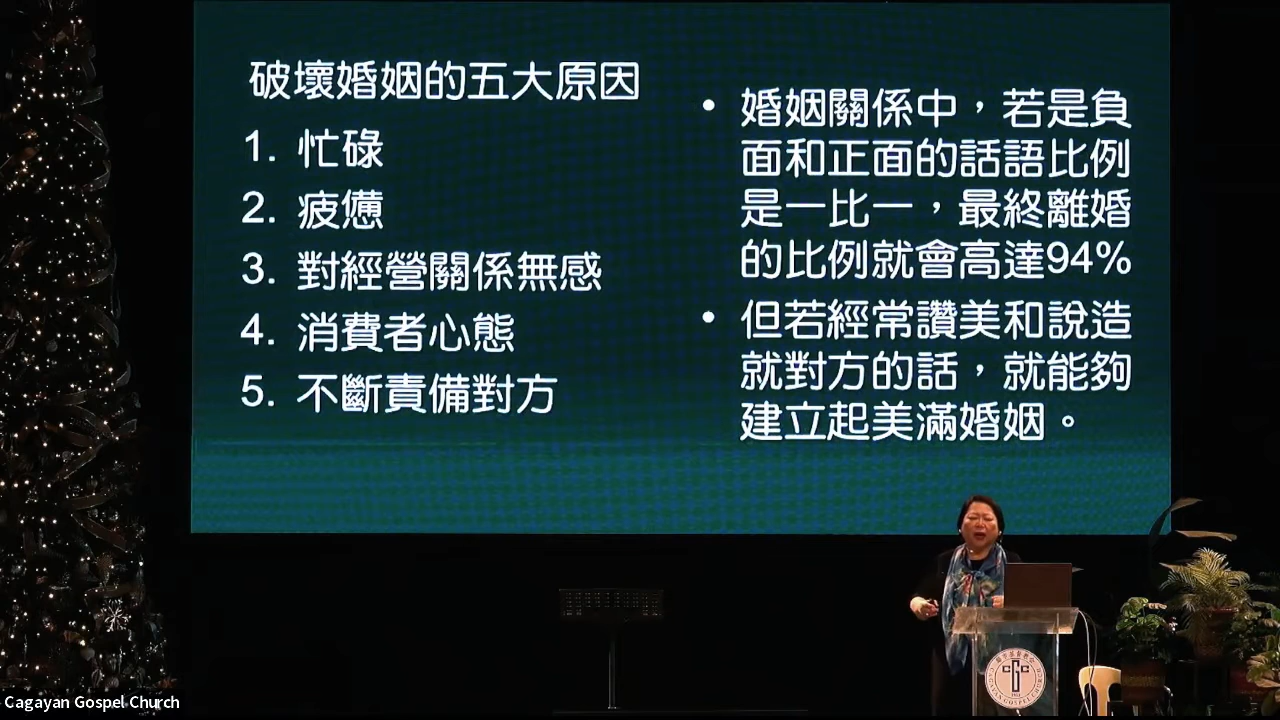 破壞婚姻的五大原因
1. 忙碌
2. 疲憊
3. 對經營關係無感
4. 消費者心態
5. 不斷責備對方
• 婚姻關係中，若是負
面和正面的話語比例
是一比一，最終離婚
的比例就會高達94%
• 但若經常讚美和說造
就對方的話，就能夠
建立起美滿婚姻。
CAGAYAN GOSPEL CHURCH
Cagayan Gospel Church